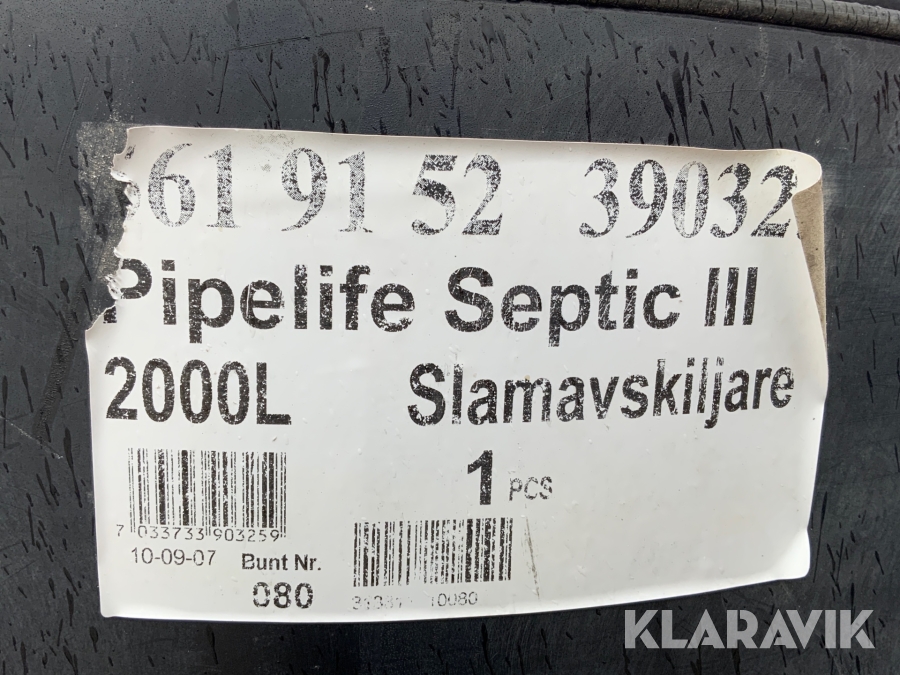 61 91 52 39032
Pipelife Septic III
2000L Slamavskiljare
1 PCS
7 033733 903259
10-09-07 Bunt Nr.
080
KLARAVIK